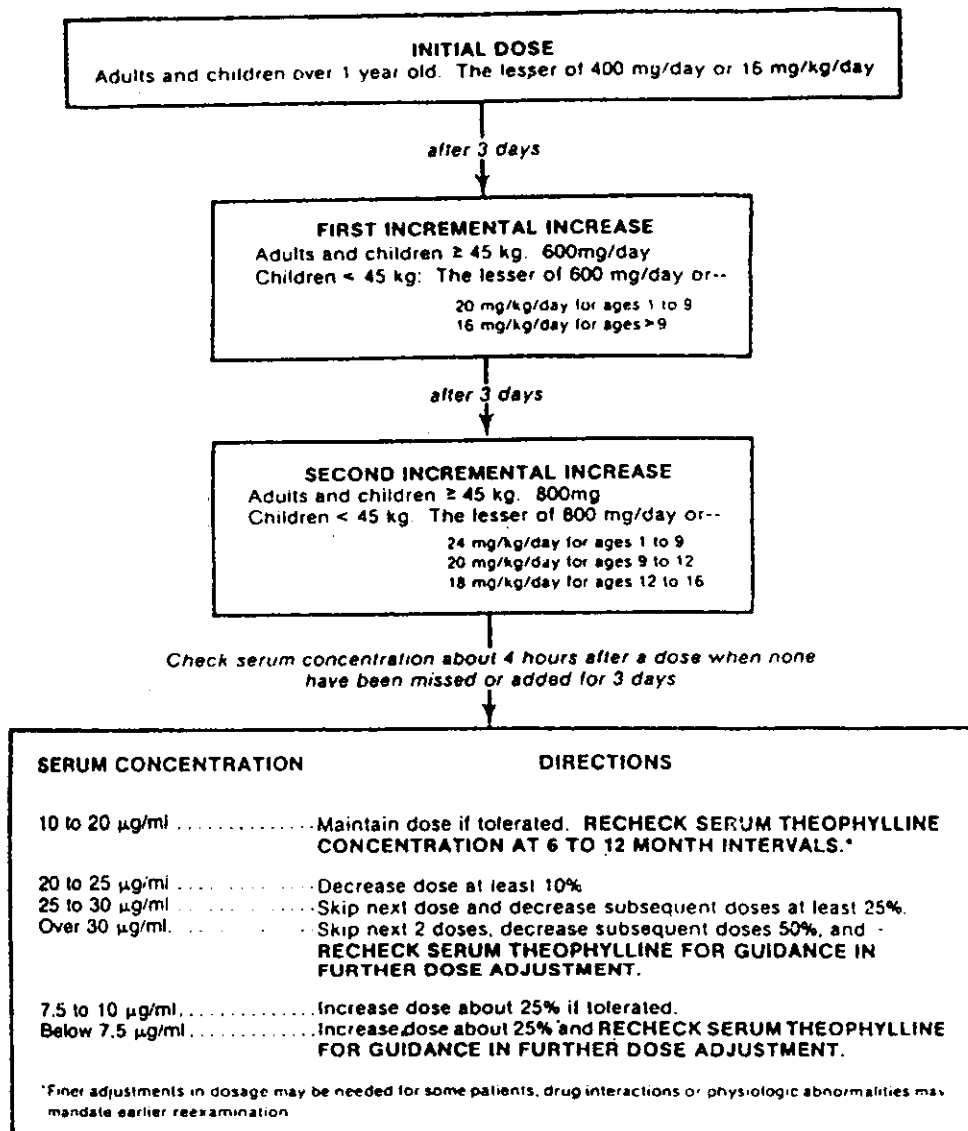 INITIAL DOSE
Adults and children over 1 year old. The lesser of 400 mg/day or 16 mg/kg/day
after 3 days
FIRST INCREMENTAL INCREASE
Adults and children ≥ 45 kg. 600mg/day
Children < 45 kg: The lesser of 600 mg/day or--
20 mg/kg/day for ages 1 to 9
16 mg/kg/day for ages > 9
after 3 days
SECOND INCREMENTAL INCREASE
Adults and children ≥ 45 kg. 800mg
Children < 45 kg. The lesser of 800 mg/day or--
24 mg/kg/day for ages 1 to 9
20 mg/kg/day for ages 9 to 12
18 mg/kg/day for ages 12 to 16
Check serum concentration about 4 hours after a dose when none
have been missed or added for 3 days
SERUM CONCENTRATION DIRECTIONS
10 to 20 µg/ml ............. Maintain dose if tolerated. RECHECK SERUM THEOPHYLLINE
CONCENTRATION AT 6 TO 12 MONTH INTERVALS.*
20 to 25 µg/ml ............. Decrease dose at least 10%
25 to 30 µg/ml ............. Skip next dose and decrease subsequent doses at least 25%.
Over 30 µg/ml. ............. Skip next 2 doses, decrease subsequent doses 50%, and
RECHECK SERUM THEOPHYLLINE FOR GUIDANCE IN
FURTHER DOSE ADJUSTMENT.
7.5 to 10 µg/ml ............. Increase dose about 25% if tolerated.
Below 7.5 µg/ml ............. Increase dose about 25% and RECHECK SERUM THEOPHYLLINE
FOR GUIDANCE IN FURTHER DOSE ADJUSTMENT.
*Finer adjustments in dosage may be needed for some patients, drug interactions or physiologic abnormalities may
mandate earlier reexamination